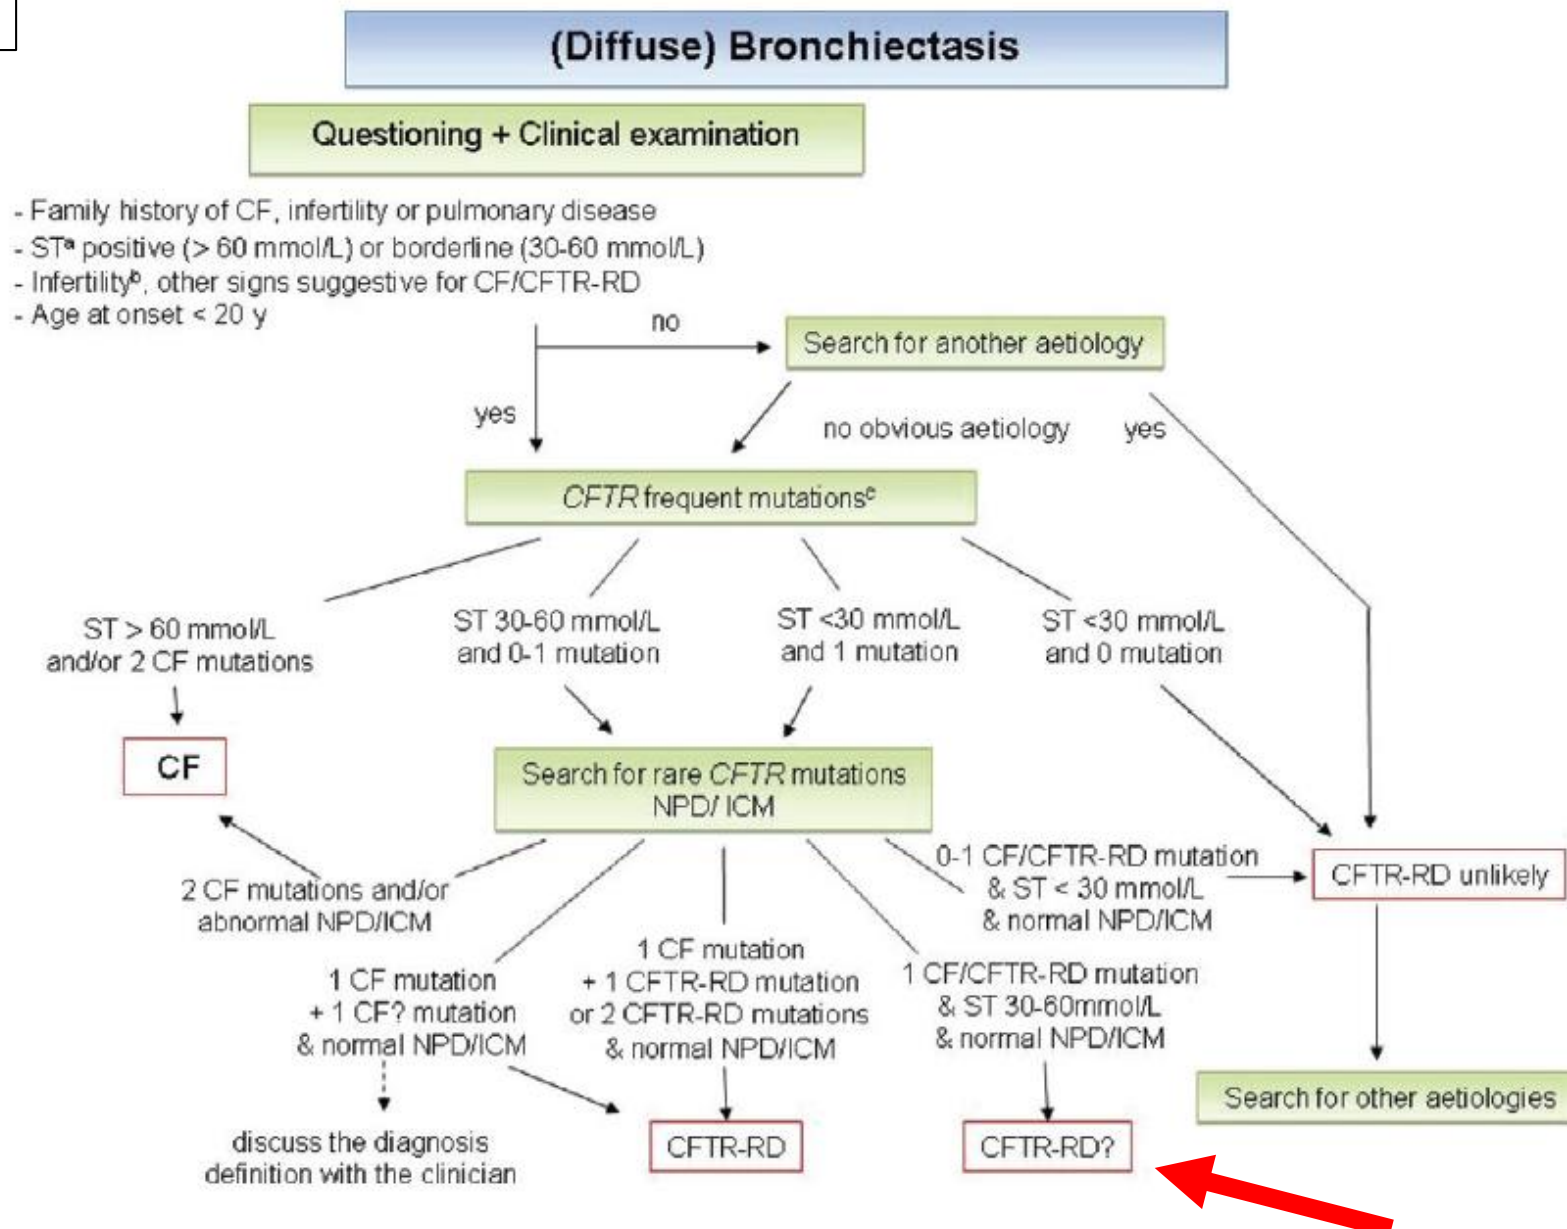 (Diffuse) Bronchiectasis
Questioning + Clinical examination
- Family history of CF, infertility or pulmonary disease
- STᵃ positive (> 60 mmol/L) or borderline (30-60 mmol/L)
- Infertilityᵇ, other signs suggestive for CF/CFTR-RD
- Age at onset < 20 y
no
Search for another aetiology
yes
no obvious aetiology
yes
CFTR frequent mutationsᶜ
ST > 60 mmol/L
and/or 2 CF mutations
ST 30-60 mmol/L
and 0-1 mutation
ST <30 mmol/L
and 1 mutation
ST <30 mmol/L
and 0 mutation
CF
Search for rare CFTR mutations
NPD/ ICM
2 CF mutations and/or
abnormal NPD/ICM
0-1 CF/CFTR-RD mutation
& ST < 30 mmol/L
& normal NPD/ICM
CFTR-RD unlikely
1 CF mutation
+ 1 CF? mutation
& normal NPD/ICM
1 CF mutation
+ 1 CFTR-RD mutation
or 2 CFTR-RD mutations
& normal NPD/ICM
1 CF/CFTR-RD mutation
& ST 30-60mmol/L
& normal NPD/ICM
Search for other aetiologies
discuss the diagnosis
definition with the clinician
CFTR-RD
CFTR-RD?